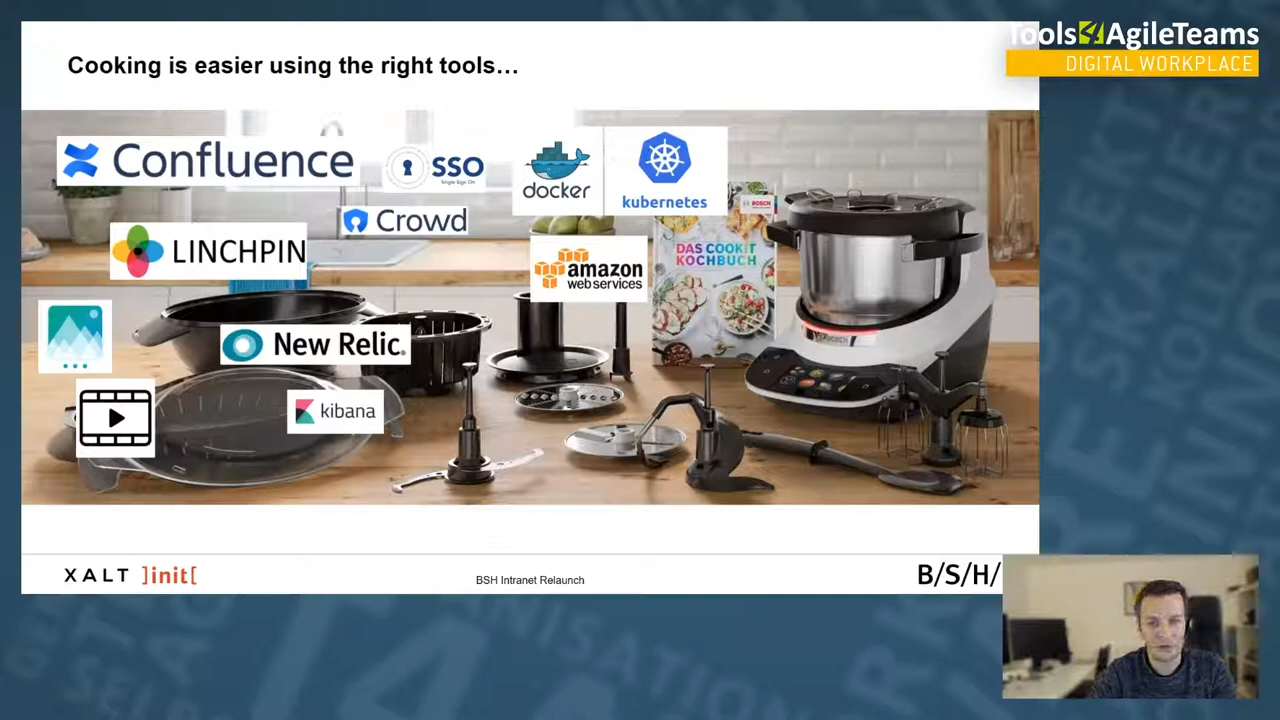 Tools4AgileTeams
DIGITAL WORKPLACE
Cooking is easier using the right tools…
Confluence
SSO
Single Sign On
docker
kubernetes
Crowd
LINCHPIN
amazon
web services
BOSCH
DAS COOKIT
KOCHBUCH
New Relic.
kibana
XALT ]init[
BSH Intranet Relaunch
B/S/H/